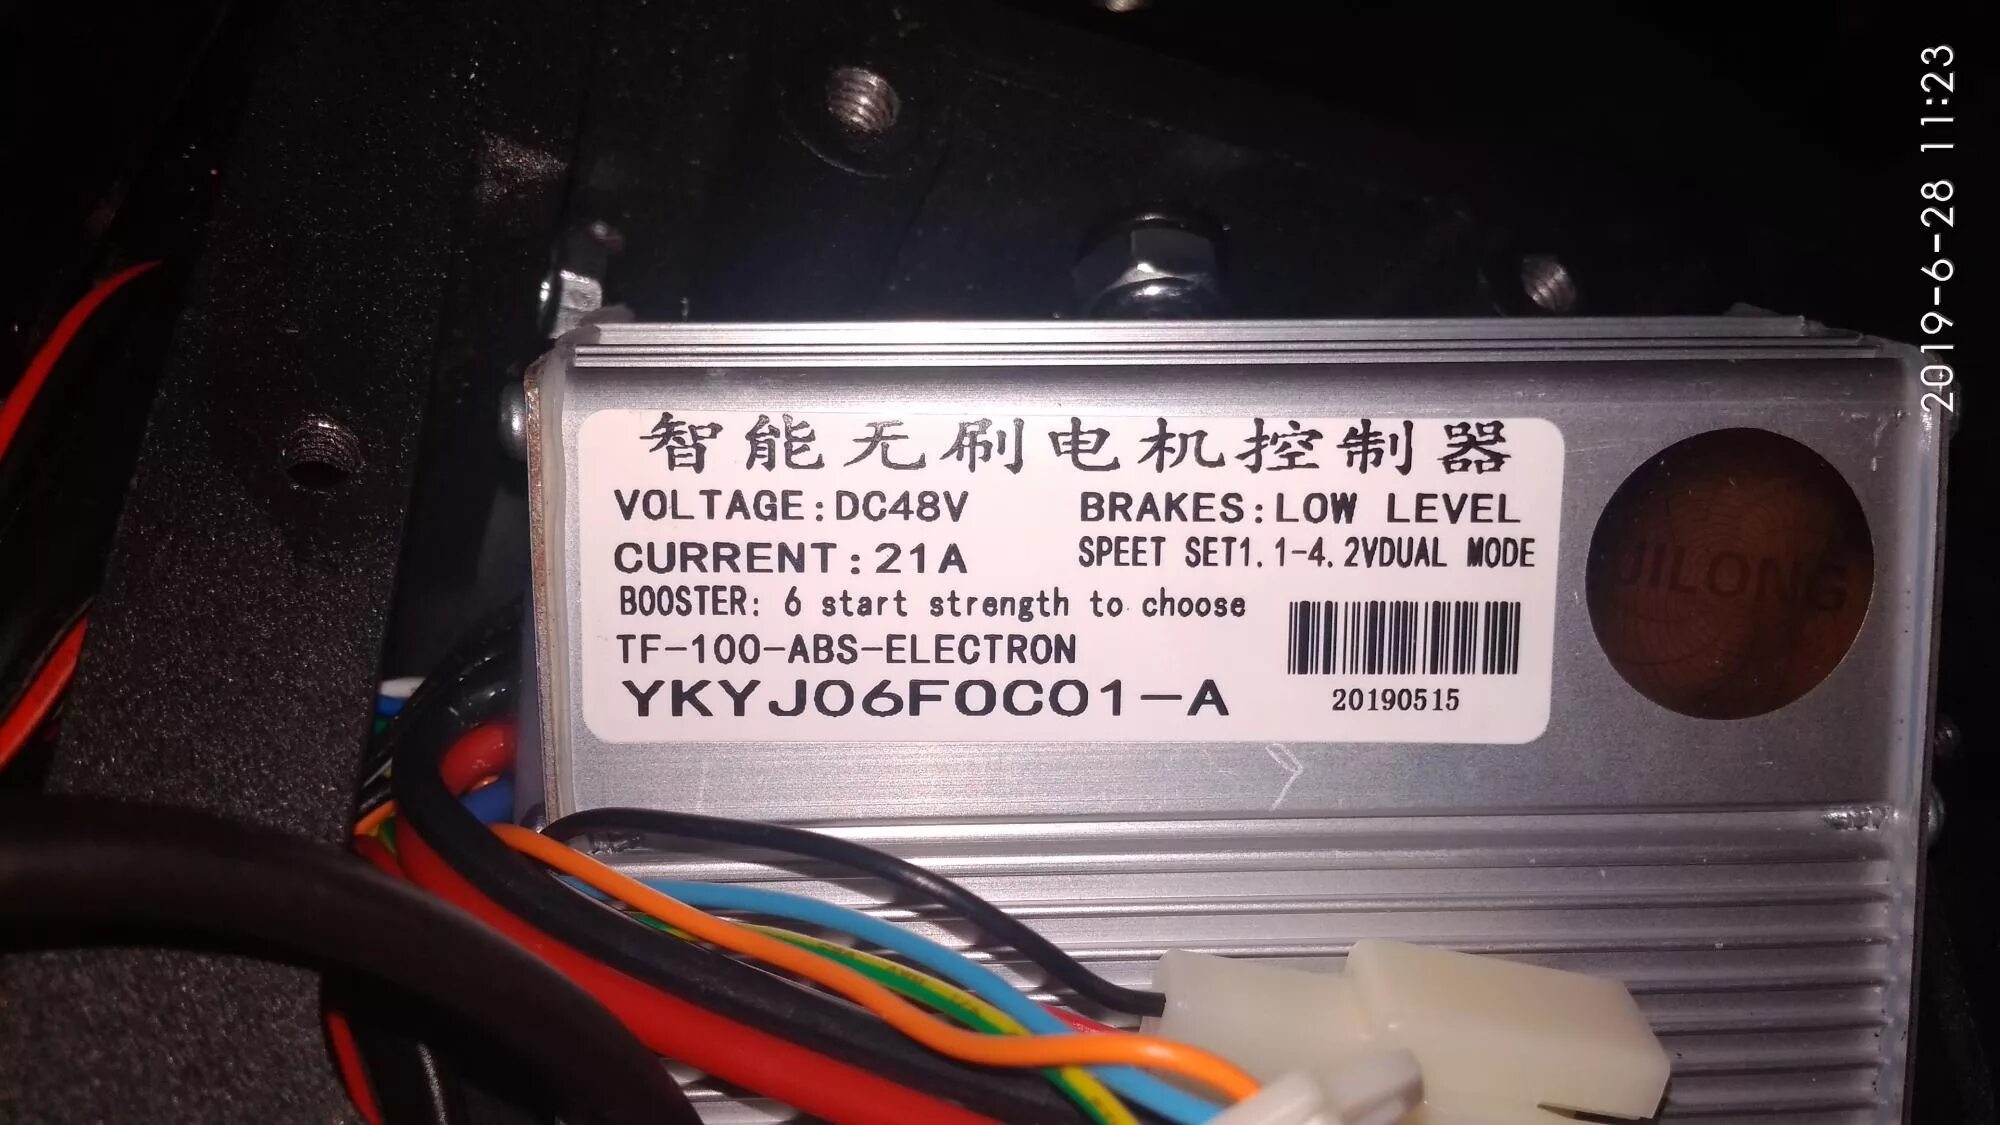 智能无刷电机控制器
VOLTAGE:DC48V
BRAKES:LOW LEVEL
CURRENT:21A
SPEET SET1.1-4.2VDUAL MODE
BOOSTER: 6 start strength to choose
TF-100-ABS-ELECTRON
YKYJ06F0C01-A
20190515
JILONG
2019-6-28 11:23